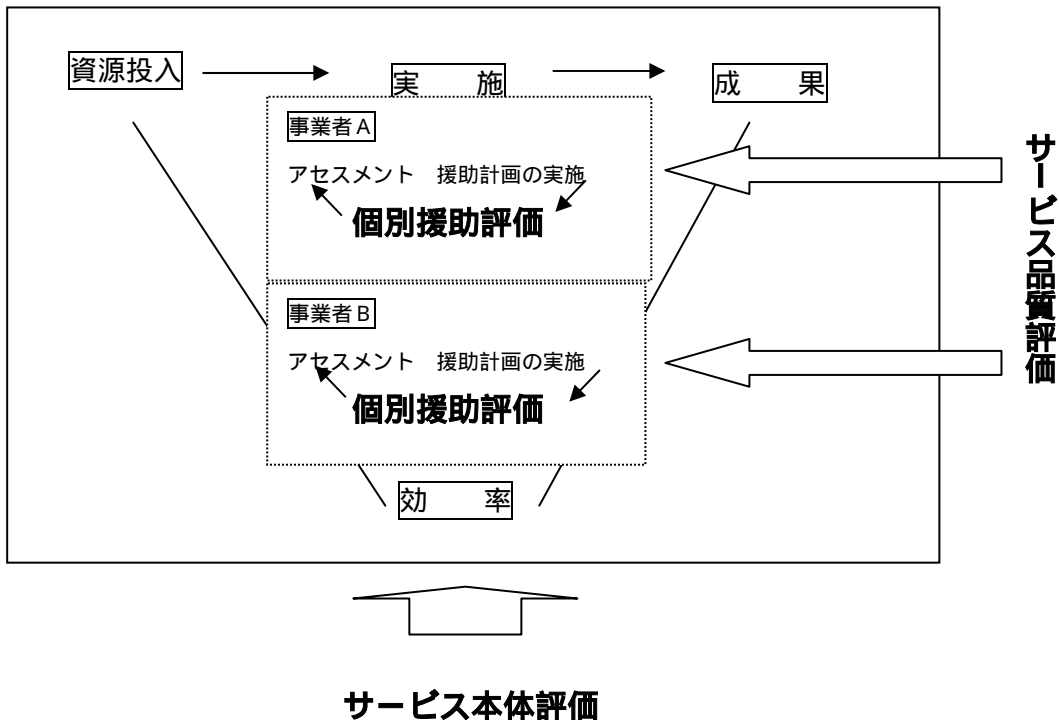 資源投入
実　　施
成　　果
事業者A
アセスメント　援助計画の実施
個別援助評価
事業者B
アセスメント　援助計画の実施
個別援助評価
効　　率
サービス品質評価
サービス本体評価